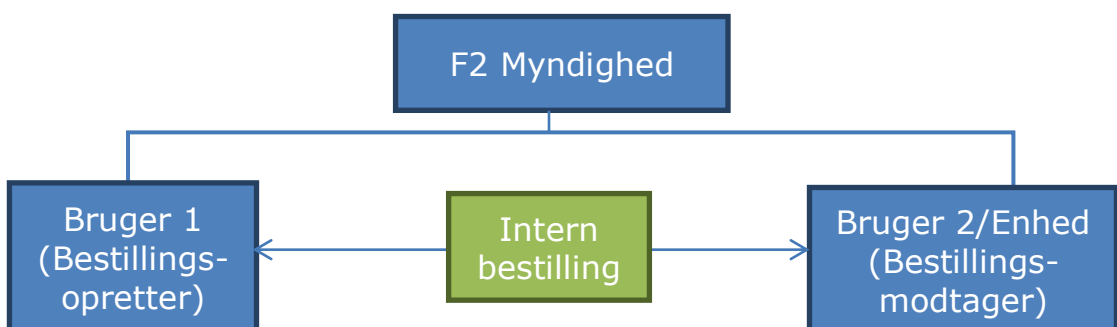 F2 Myndighed
Bruger 1
(Bestillings-
opretter)
Intern
bestilling
Bruger 2/Enhed
(Bestillings-
modtager)